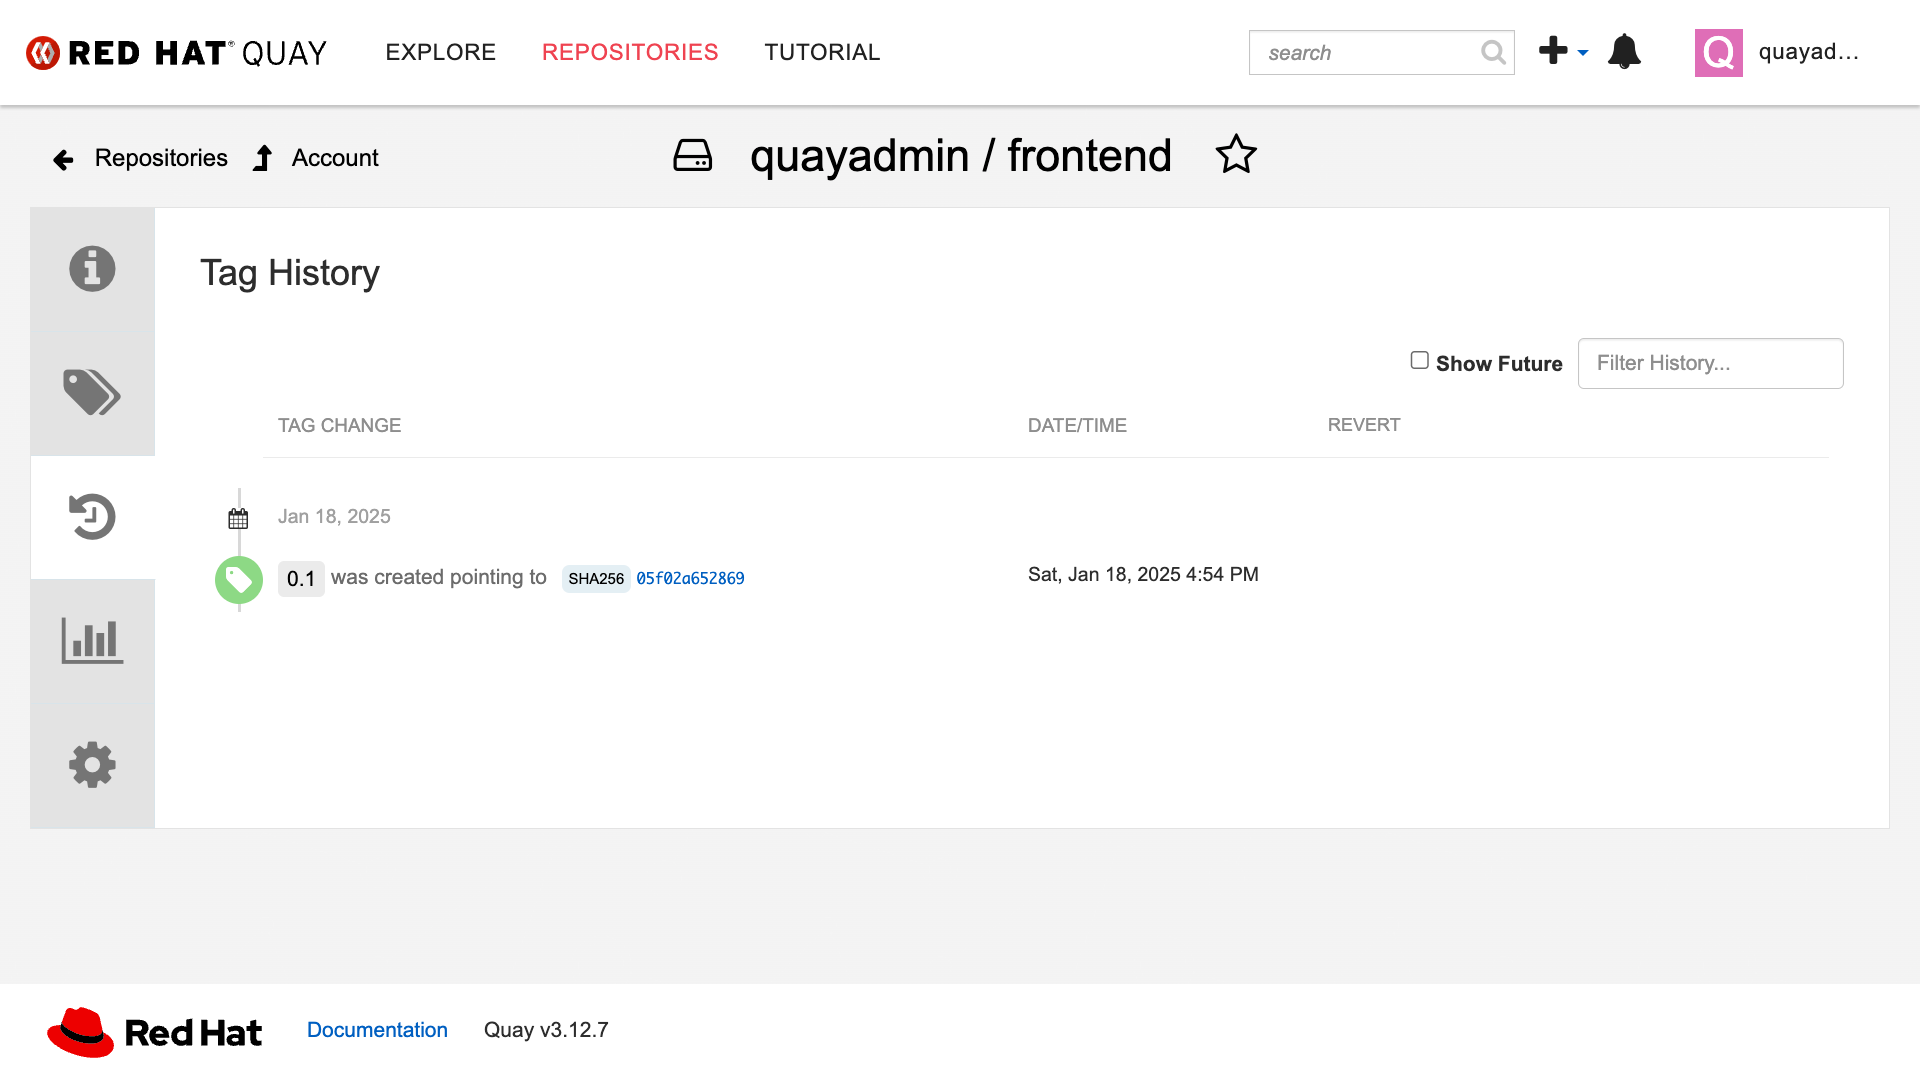 RED HAT® QUAY EXPLORE REPOSITORIES TUTORIAL search Q quayad...
Repositories Account quayadmin / frontend
Tag History
Show Future Filter History...
TAG CHANGE DATE/TIME REVERT
Jan 18, 2025
0.1 was created pointing to SHA256 05f02a652869 Sat, Jan 18, 2025 4:54 PM
Red Hat Documentation Quay v3.12.7